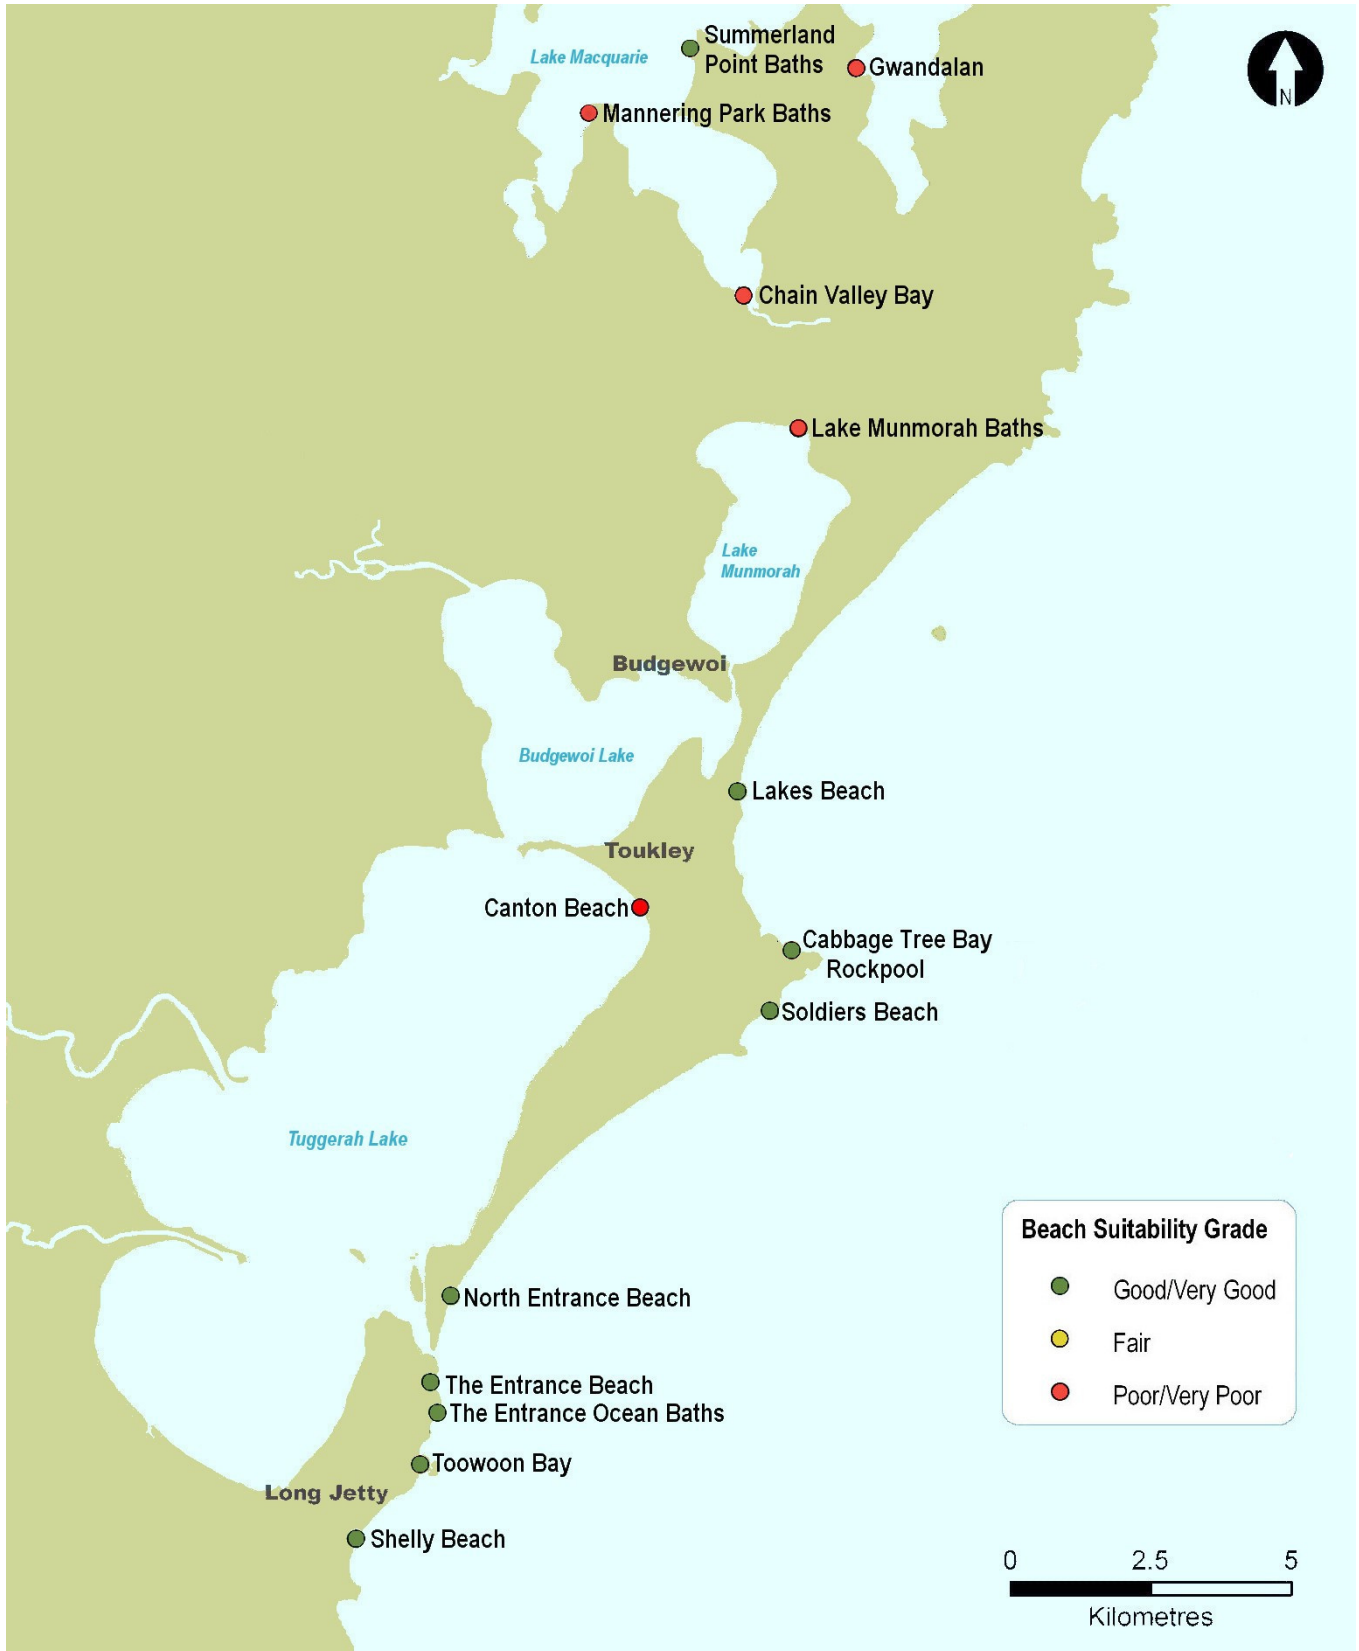 Summerland
Point Baths
Lake Macquarie
Gwandalan
N
Mannering Park Baths
Chain Valley Bay
Lake Munmorah Baths
Lake
Munmorah
Budgewoi
Budgewoi Lake
Lakes Beach
Toukley
Canton Beach
Cabbage Tree Bay
Rockpool
Soldiers Beach
Tuggerah Lake
Beach Suitability Grade
Good/Very Good
Fair
Poor/Very Poor
North Entrance Beach
The Entrance Beach
The Entrance Ocean Baths
Toowoon Bay
Long Jetty
Shelly Beach
0 2.5 5
Kilometres